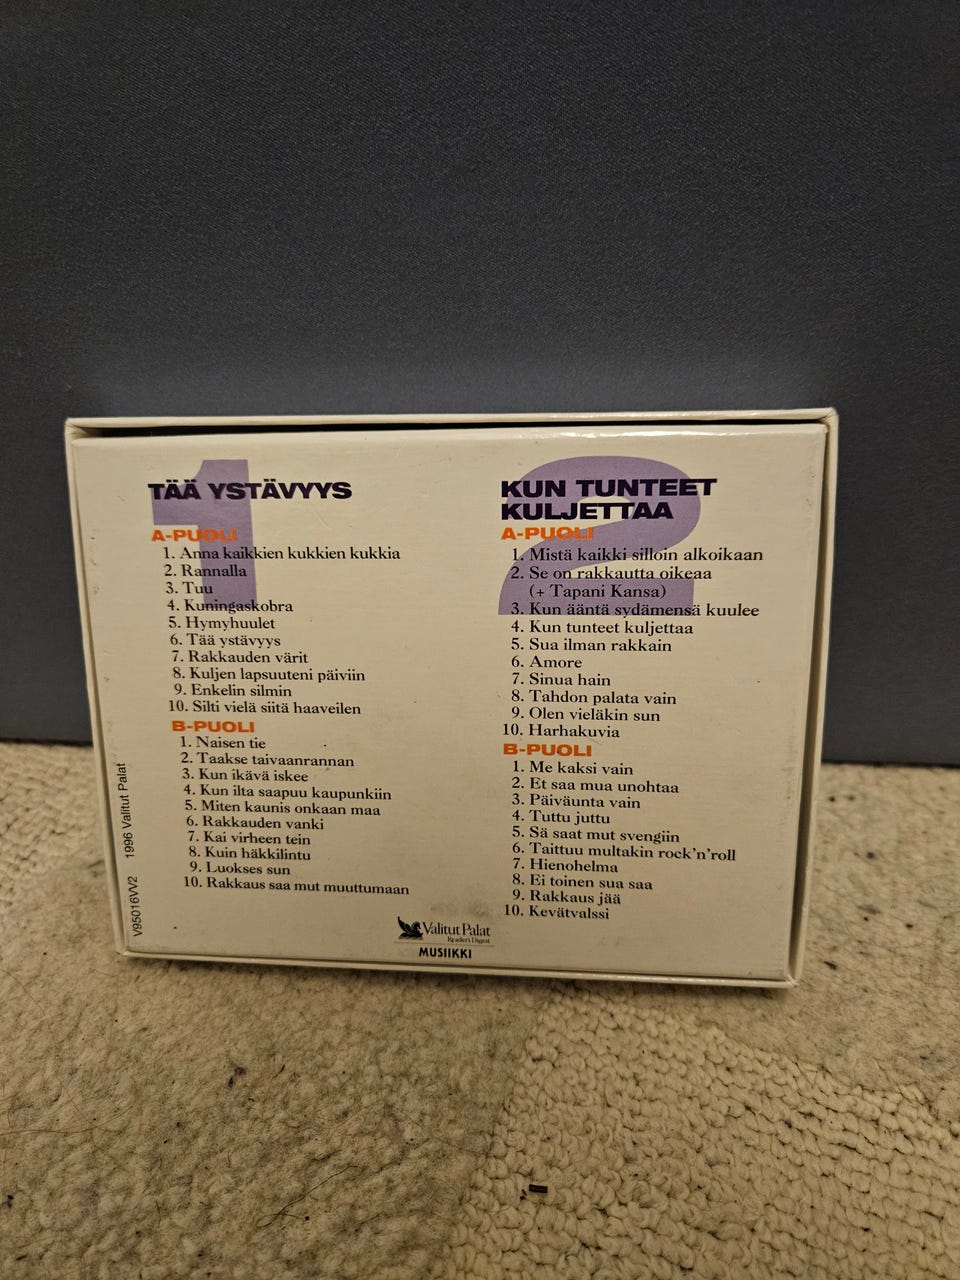 1
TÄÄ YSTÄVYYS
A-PUOLI
1. Anna kaikkien kukkien kukkia
2. Rannalla
3. Tuu
4. Kuningaskobra
5. Hymyhuulet
6. Tää ystävyys
7. Rakkauden värit
8. Kuljen lapsuuteni päiviin
9. Enkelin silmin
10. Silti vielä siitä haaveilen
B-PUOLI
1. Naisen tie
2. Taakse taivaanrannan
3. Kun ikävä iskee
4. Kun ilta saapuu kaupunkiin
5. Miten kaunis onkaan maa
6. Rakkauden vanki
7. Kai virheen tein
8. Kuin häkkilintu
9. Luokses sun
10. Rakkaus saa mut muuttumaan
2
KUN TUNTEET
KULJETTAA
A-PUOLI
1. Mistä kaikki silloin alkoikaan
2. Se on rakkautta oikeaa
(+ Tapani Kansa)
3. Kun ääntä sydämensä kuulee
4. Kun tunteet kuljettaa
5. Sua ilman rakkain
6. Amore
7. Sinua hain
8. Tahdon palata vain
9. Olen vieläkin sun
10. Harhakuvia
B-PUOLI
1. Me kaksi vain
2. Et saa mua unohtaa
3. Päiväunta vain
4. Tuttu juttu
5. Sä saat mut svengiin
6. Taittuu multakin rock'n'roll
7. Hienohelma
8. Ei toinen sua saa
9. Rakkaus jää
10. Kevätvalssi
V95016VV2 1996 Valitut Palat
Valitut Palat
Reader's Digest
MUSIIKKI